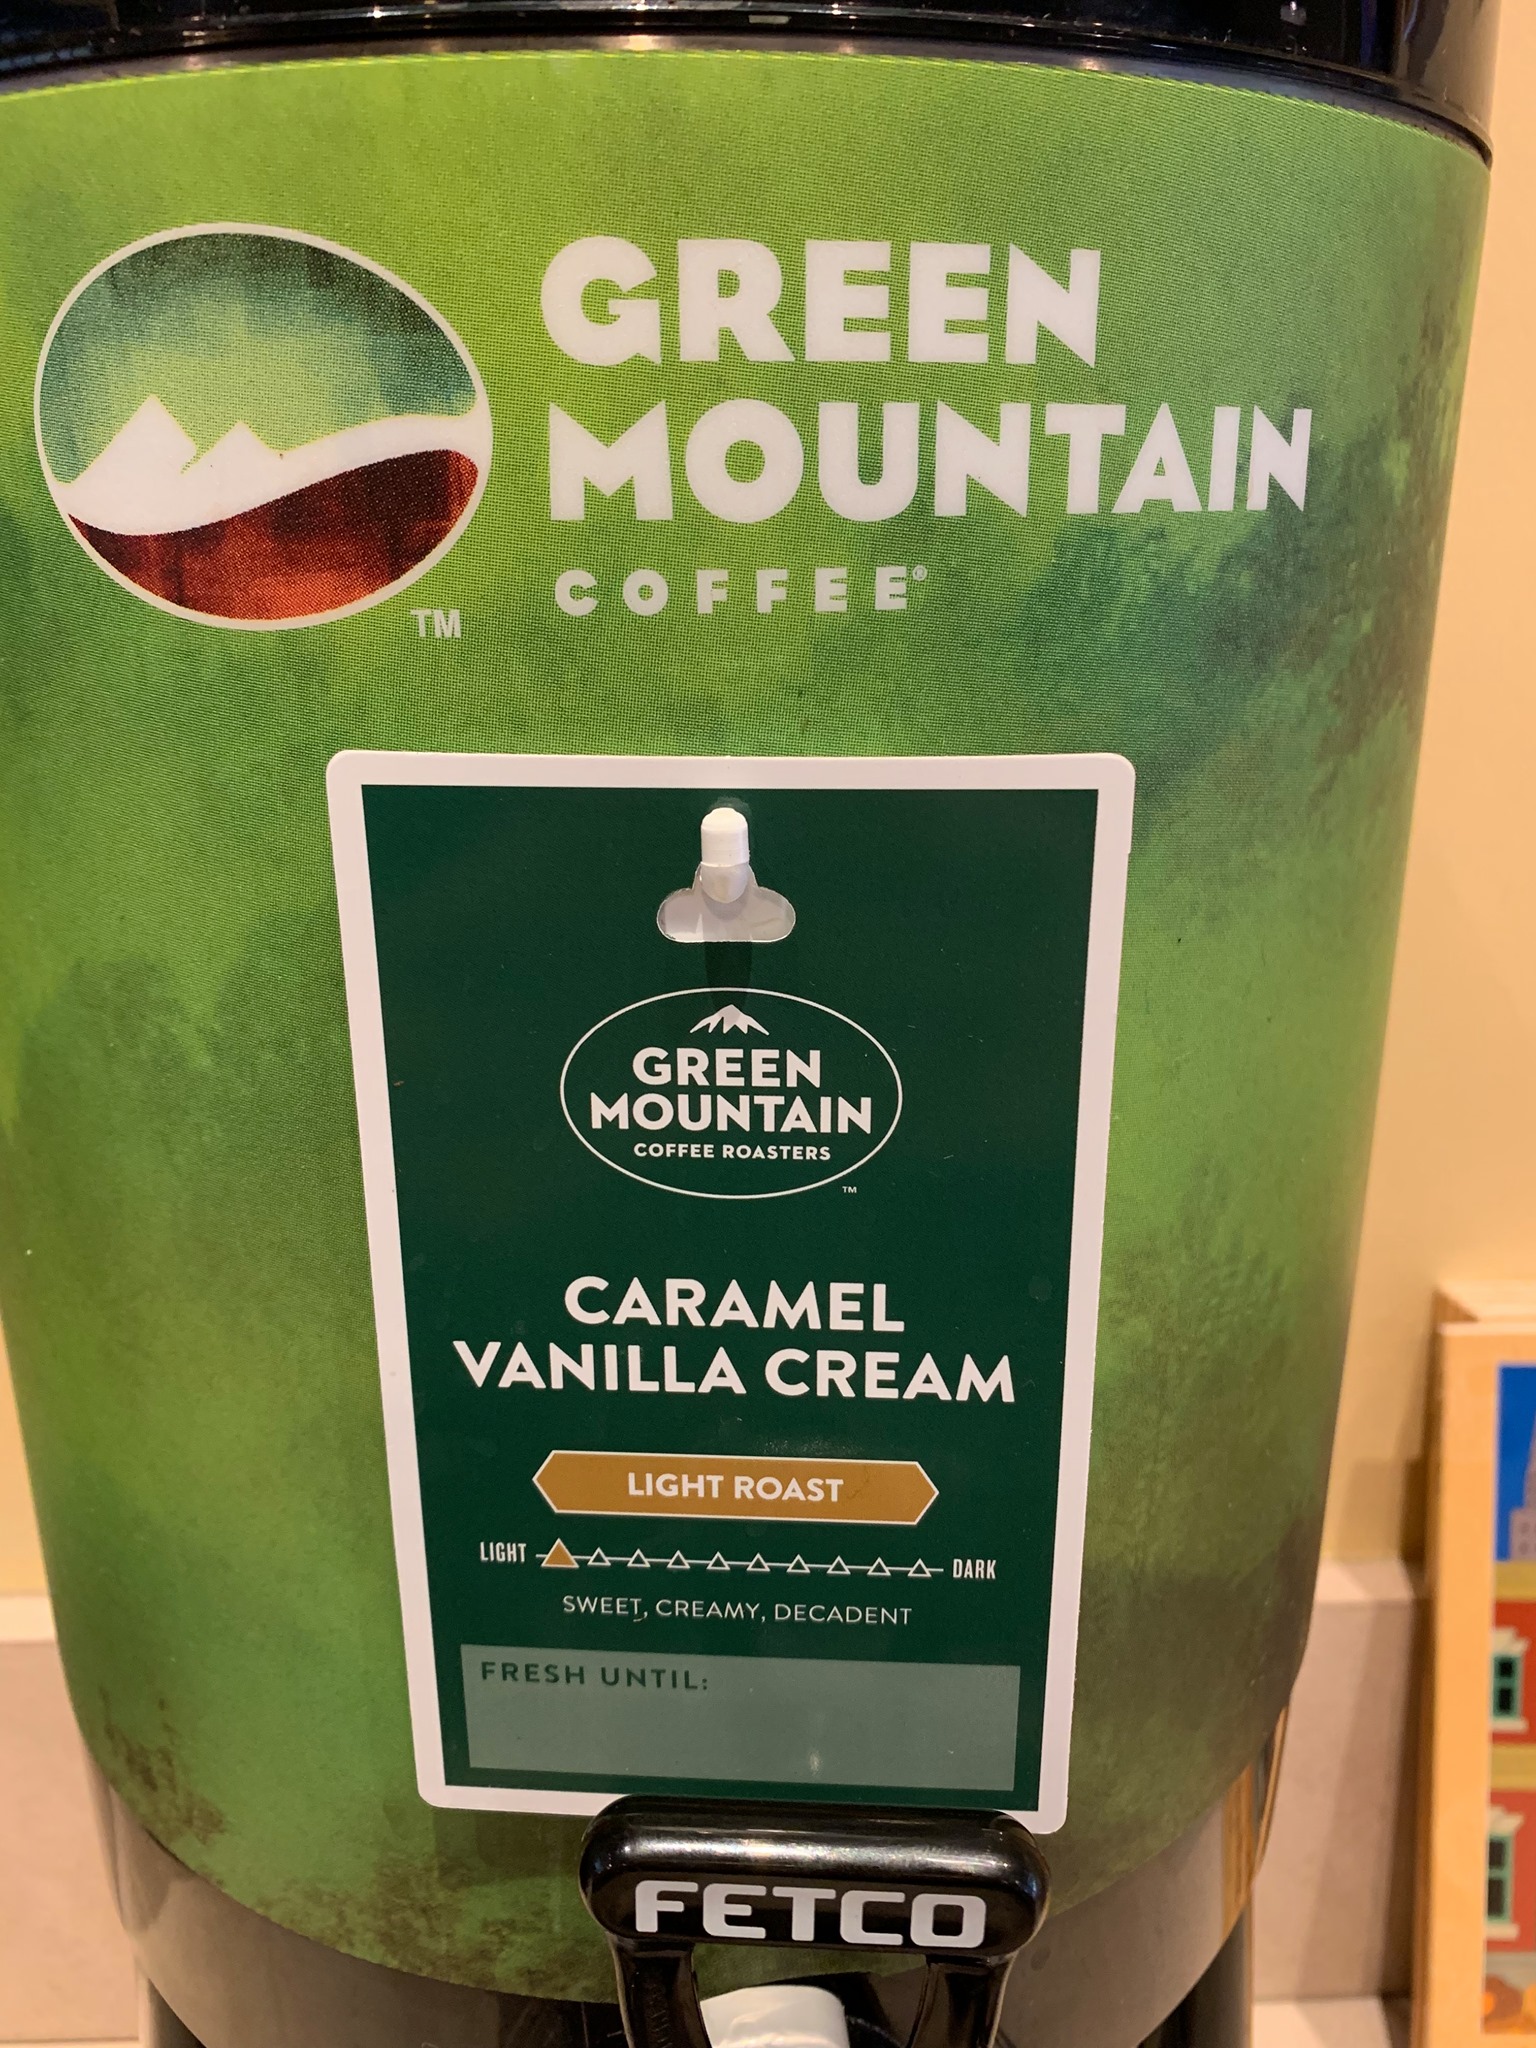 GREEN
MOUNTAIN
COFFEE®
TM
GREEN
MOUNTAIN
COFFEE ROASTERS
TM
CARAMEL
VANILLA CREAM
LIGHT ROAST
LIGHT DARK
SWEET, CREAMY, DECADENT
FRESH UNTIL:
FETCO